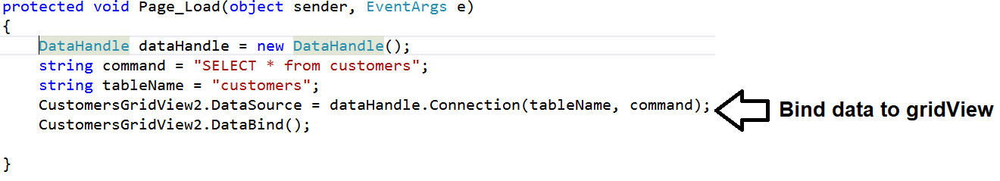 protected void Page_Load(object sender, EventArgs e)
{
DataHandle dataHandle = new DataHandle();
string command = "SELECT * from customers";
string tableName = "customers";
CustomersGridView2.DataSource = dataHandle.Connection(tableName, command);
Bind data to gridView
CustomersGridView2.DataBind();
}